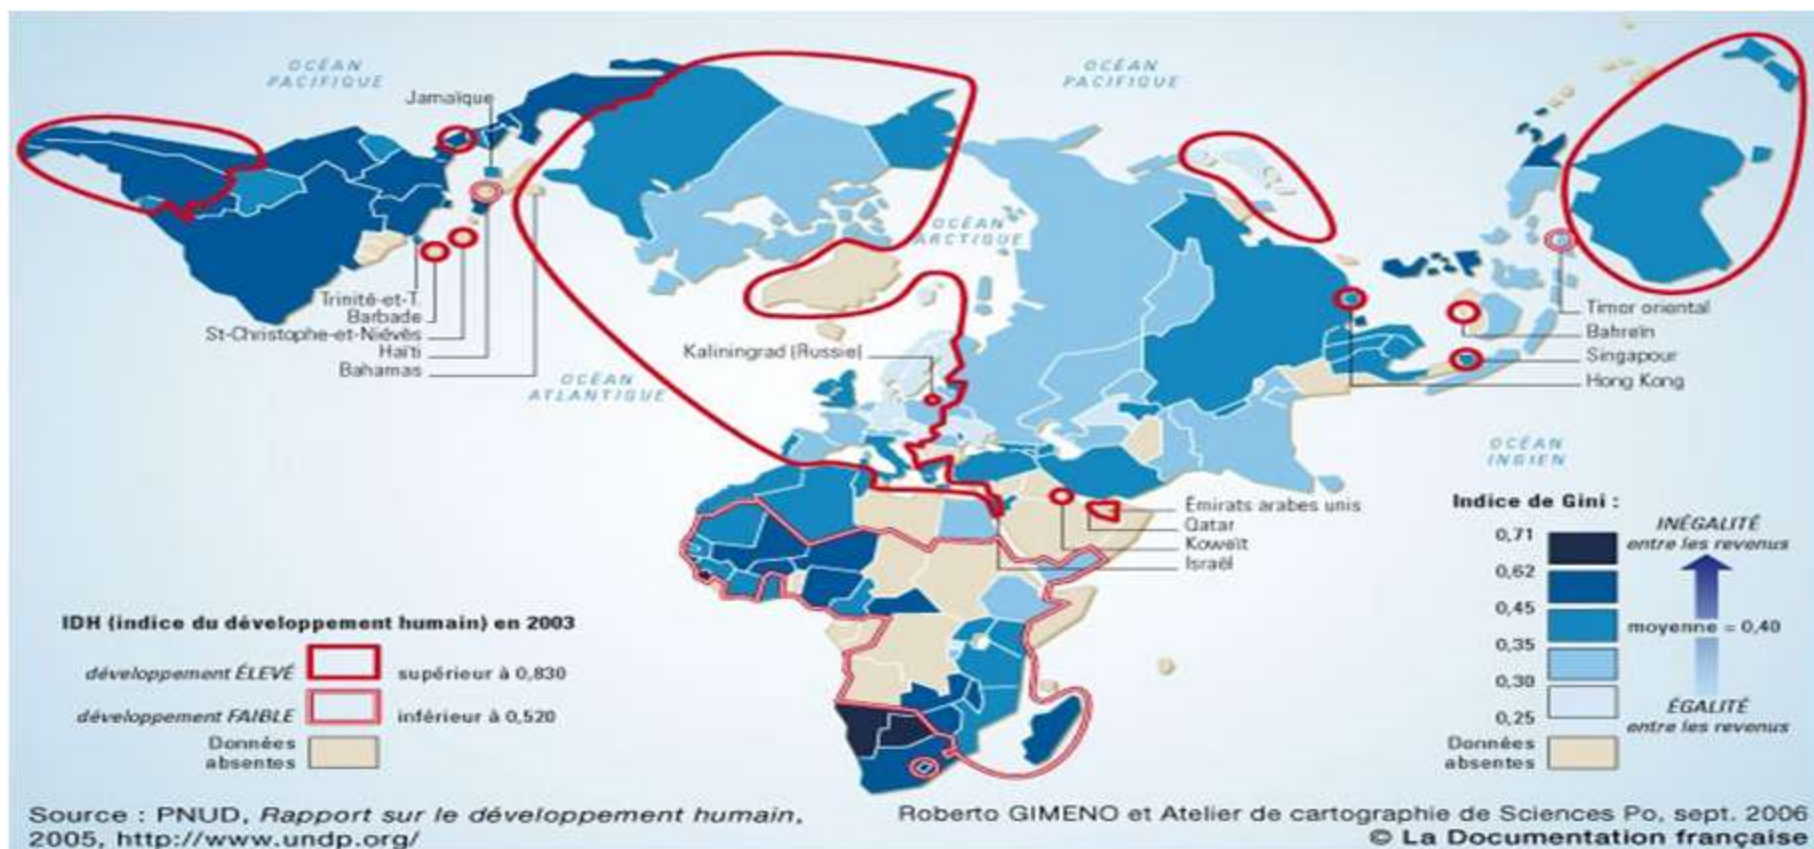 OCÉAN
PACIFIQUE
OCÉAN
PACIFIQUE
Jamaïque
OCÉAN
ARCTIQUE
Trinité-et-T.
Barbade
St-Christophe-et-Niévès
Haïti
Bahamas
Kaliningrad (Russie)
OCÉAN
ATLANTIQUE
Timor oriental
Bahreïn
Singapour
Hong Kong
OCÉAN
INDIEN
Émirats arabes unis
Qatar
Koweït
Israël
Indice de Gini :
0,71
0,62
0,45
0,35
0,30
0,25
INÉGALITÉ
entre les revenus
moyenne = 0,40
ÉGALITÉ
entre les revenus
Données
absentes
IDH (indice du développement humain) en 2003
développement ÉLEVÉ supérieur à 0,830
développement FAIBLE inférieur à 0,520
Données
absentes
Source : PNUD, Rapport sur le développement humain,
2005, http://www.undp.org/
Roberto GIMENO et Atelier de cartographie de Sciences Po, sept. 2006
© La Documentation française